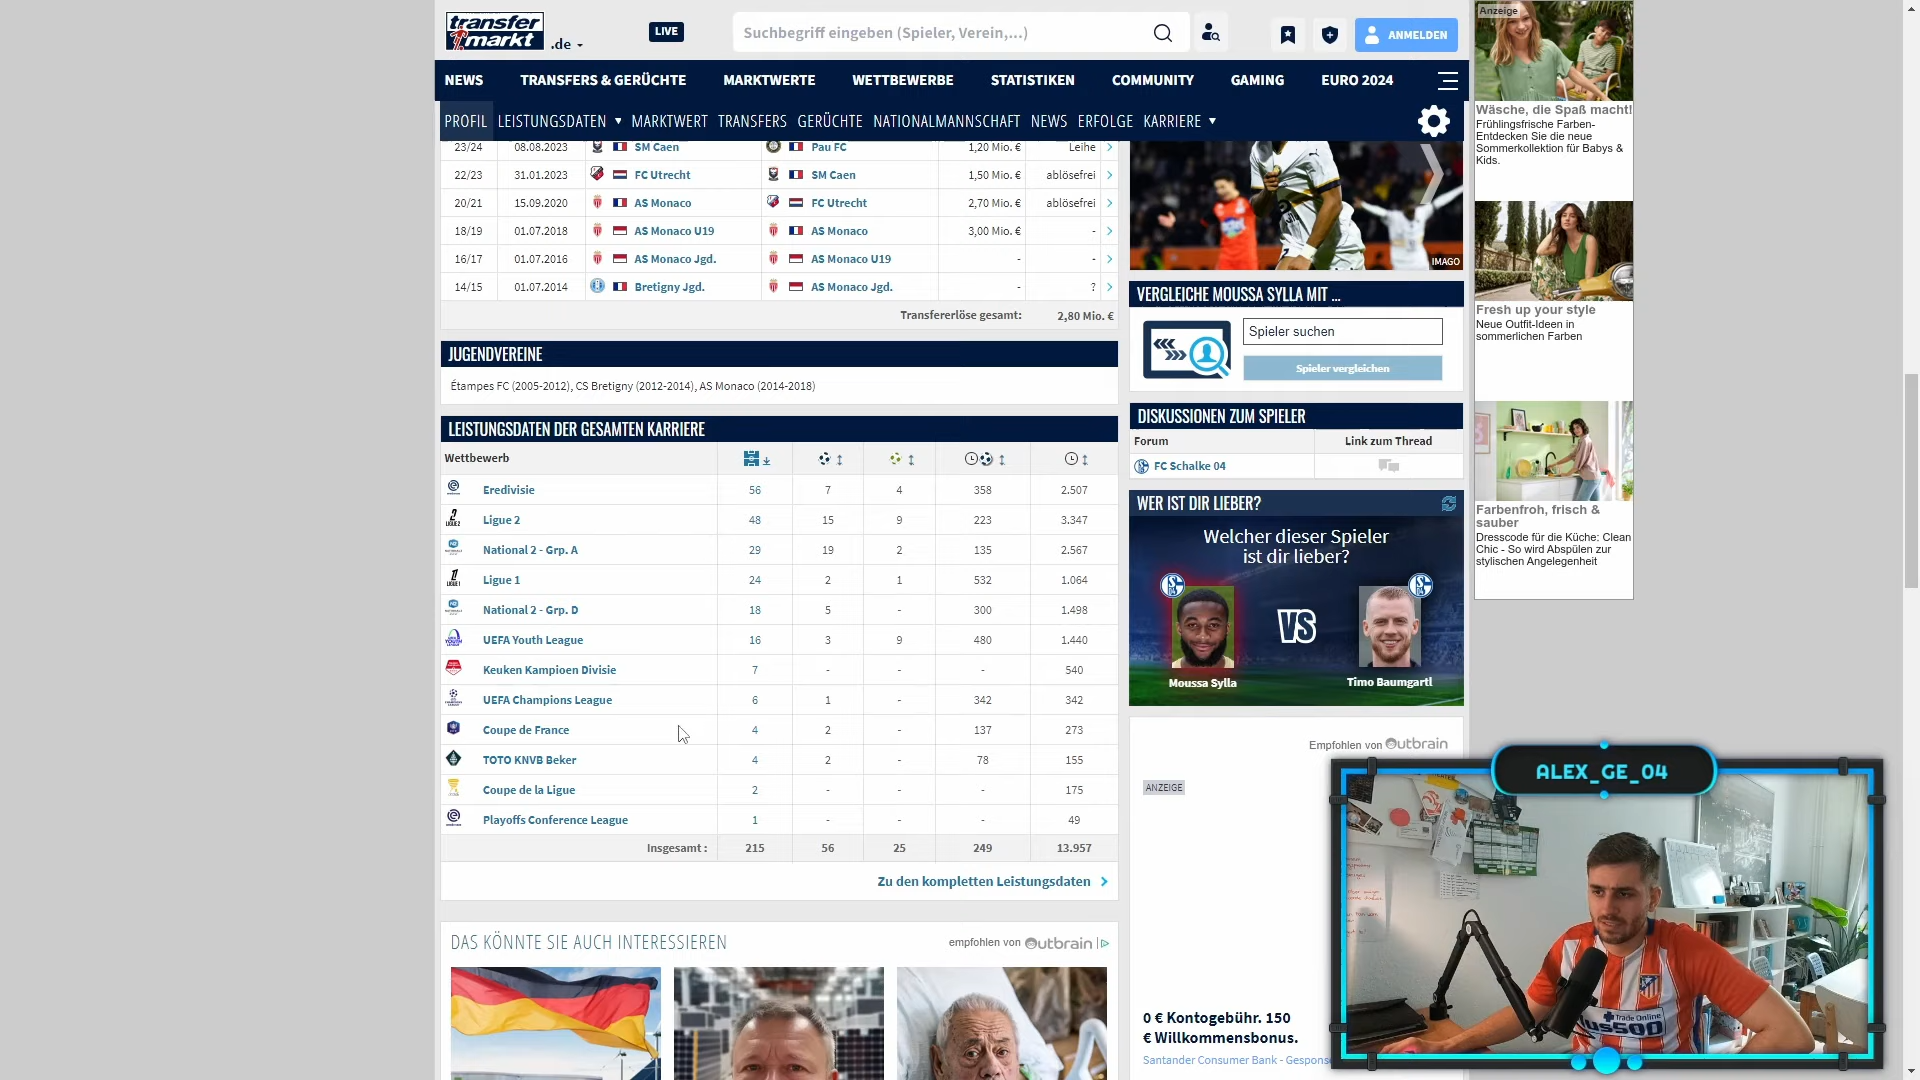 transfer
markt
.de
LIVE
Suchbegriff eingeben (Spieler, Verein,...)
ANMELDEN
NEWS TRANSFERS & GERÜCHTE MARKTWERTE WETTBEWERBE STATISTIKEN COMMUNITY GAMING EURO 2024
PROFIL LEISTUNGSDATEN ▼ MARKTWERT TRANSFERS GERÜCHTE NATIONALMANNSCHAFT NEWS ERFOLGE KARRIERE ▼
23/24 08.08.2023 SM Caen Pau FC 1,20 Mio. € Leihe
22/23 31.01.2023 FC Utrecht SM Caen 1,50 Mio. € ablösefrei
20/21 15.09.2020 AS Monaco FC Utrecht 2,70 Mio. € ablösefrei
18/19 01.07.2018 AS Monaco U19 AS Monaco 3,00 Mio. € -
16/17 01.07.2016 AS Monaco Jgd. AS Monaco U19 - -
14/15 01.07.2014 Bretigny Jgd. AS Monaco Jgd. - ?
Transfererlöse gesamt: 2,80 Mio. €
JUGENDVEREINE
Étampes FC (2005-2012), CS Bretigny (2012-2014), AS Monaco (2014-2018)
LEISTUNGSDATEN DER GESAMTEN KARRIERE
Wettbewerb
Eredivisie 56 7 4 358 2.507
Ligue 2 48 15 9 223 3.347
National 2 - Grp. A 29 19 2 135 2.567
Ligue 1 24 2 1 532 1.064
National 2 - Grp. D 18 5 - 300 1.498
UEFA Youth League 16 3 9 480 1.440
Keuken Kampioen Divisie 7 - - - 540
UEFA Champions League 6 1 - 342 342
Coupe de France 4 2 - 137 273
TOTO KNVB Beker 4 2 - 78 155
Coupe de la Ligue 2 - - - 175
Playoffs Conference League 1 - - - 49
Insgesamt : 215 56 25 249 13.957
Zu den kompletten Leistungsdaten
DAS KÖNNTE SIE AUCH INTERESSIEREN
empfohlen von Outbrain
IMAGO
VERGLEICHE MOUSSA SYLLA MIT ...
Spieler suchen
Spieler vergleichen
DISKUSSIONEN ZUM SPIELER
Forum Link zum Thread
FC Schalke 04
WER IST DIR LIEBER?
Welcher dieser Spieler
ist dir lieber?
VS
Moussa Sylla Timo Baumgartl
Empfohlen von Outbrain
ANZEIGE
0 € Kontogebühr. 150
€ Willkommensbonus.
Santander Consumer Bank - Gespons
Anzeige
Wäsche, die Spaß macht!
Frühlingsfrische Farben-
Entdecken Sie die neue
Sommerkollektion für Babys &
Kids.
Fresh up your style
Neue Outfit-Ideen in
sommerlichen Farben
Farbenfroh, frisch &
sauber
Dresscode für die Küche: Clean
Chic - So wird Abspülen zur
stylischen Angelegenheit
ALEX_GE_04
Trade Online
lus500